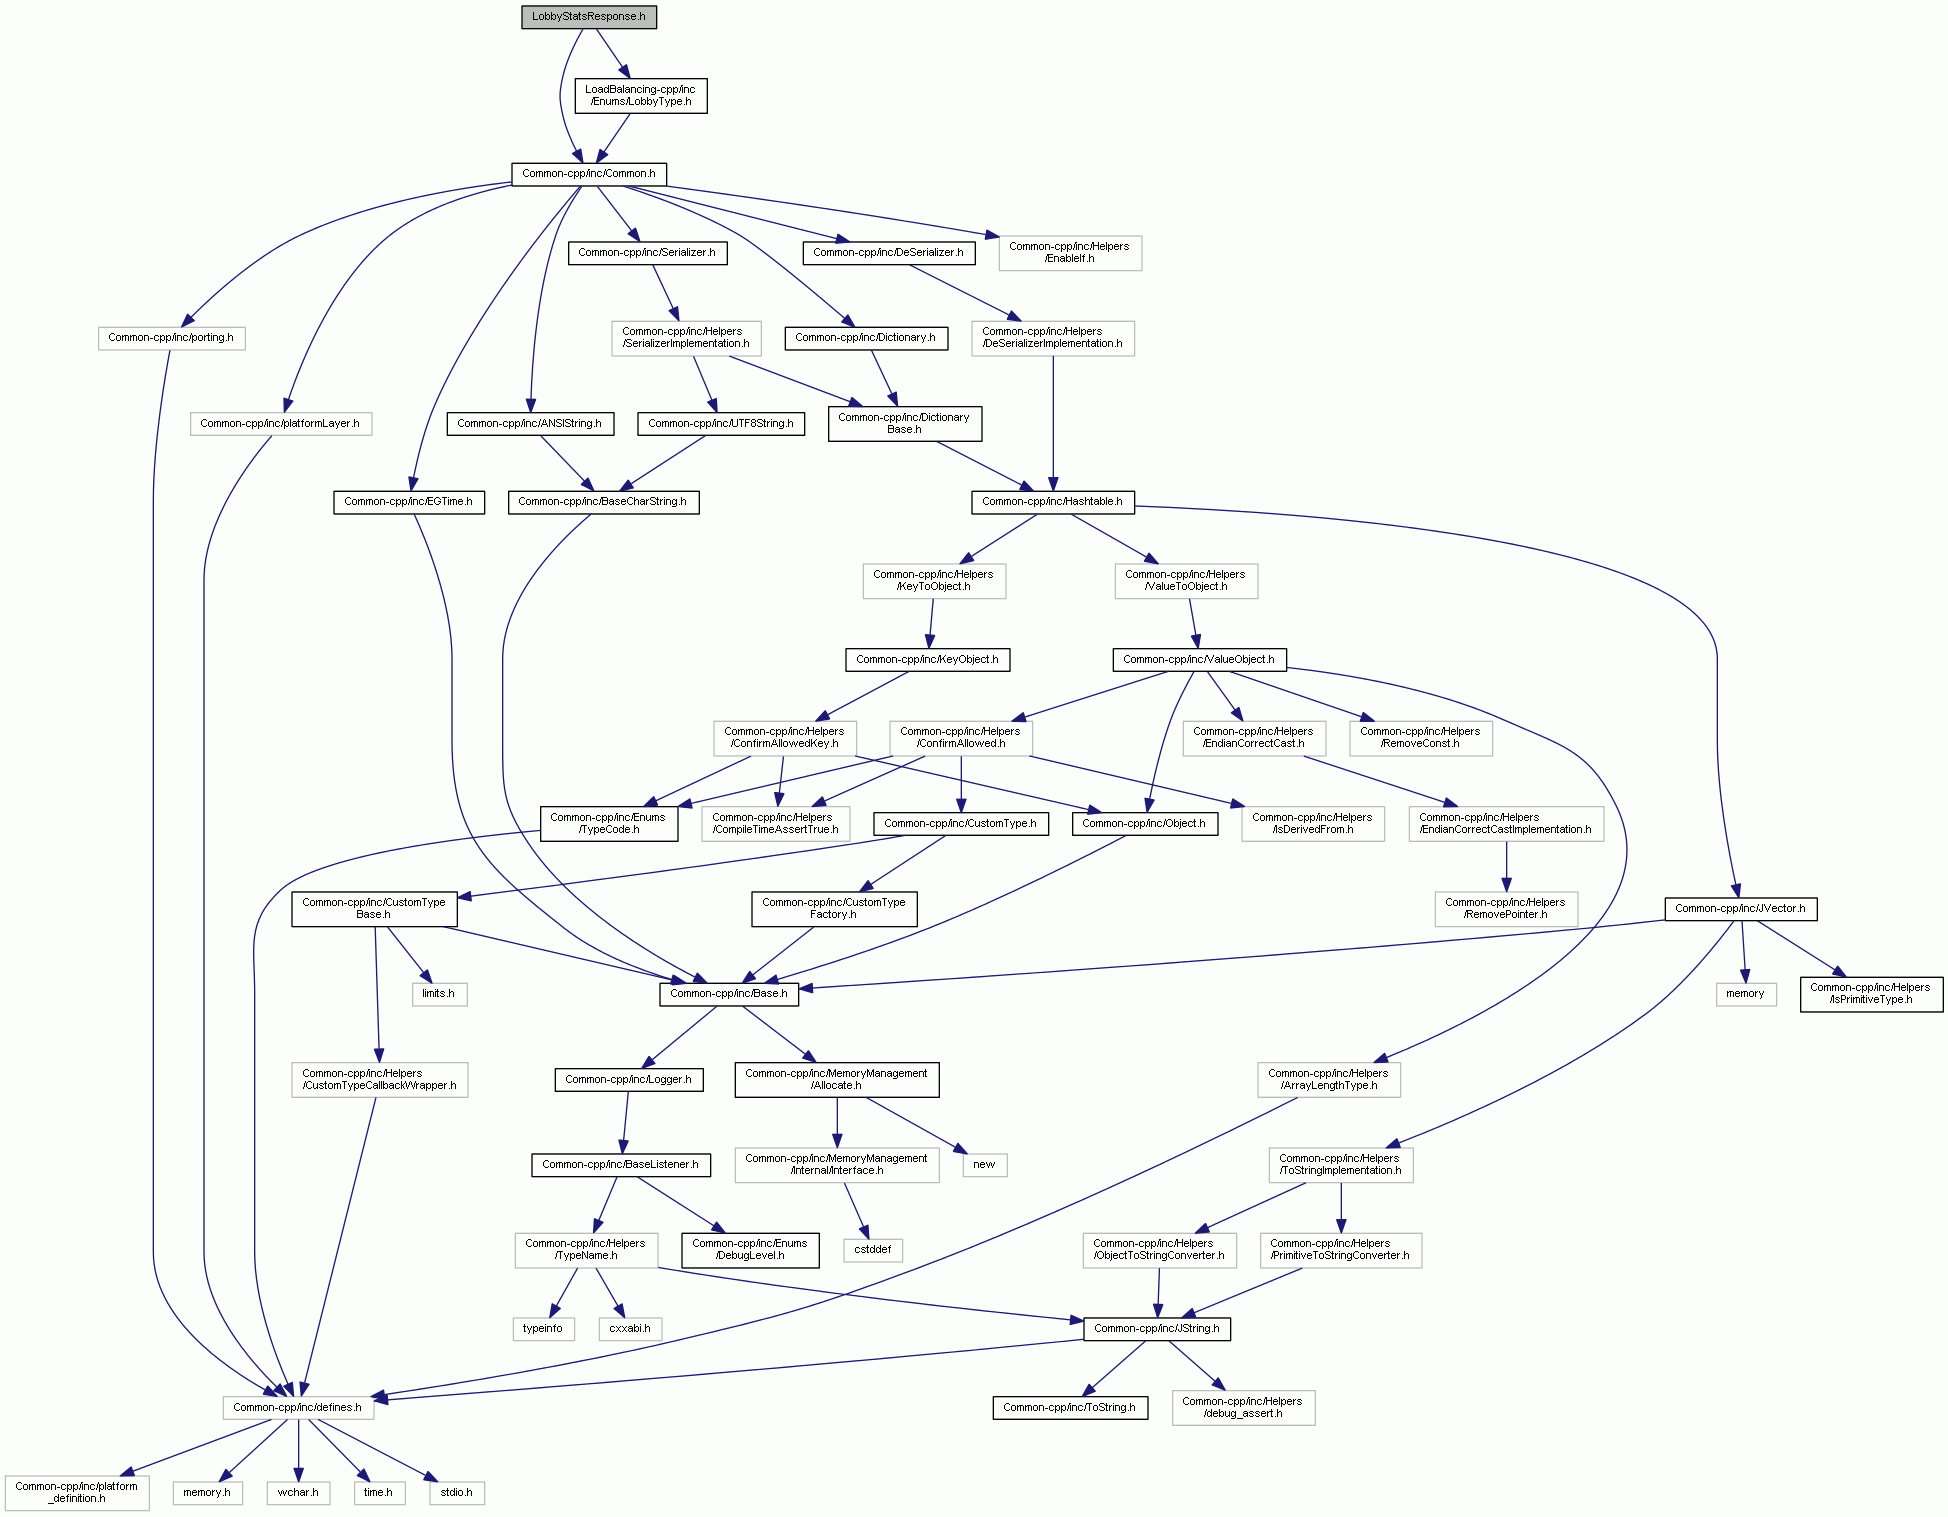 LobbyStatsResponse.h
LoadBalancing-cpp/inc
/Enums/LobbyType.h
Common-cpp/inc/Common.h
Common-cpp/inc/Serializer.h
Common-cpp/inc/DeSerializer.h
Common-cpp/inc/Helpers
/EnableIf.h
Common-cpp/inc/porting.h
Common-cpp/inc/Helpers
/SerializerImplementation.h
Common-cpp/inc/Dictionary.h
Common-cpp/inc/Helpers
/DeSerializerImplementation.h
Common-cpp/inc/platformLayer.h
Common-cpp/inc/ANSIString.h
Common-cpp/inc/UTF8String.h
Common-cpp/inc/Dictionary
Base.h
Common-cpp/inc/EGTime.h
Common-cpp/inc/BaseCharString.h
Common-cpp/inc/Hashtable.h
Common-cpp/inc/Helpers
/KeyToObject.h
Common-cpp/inc/Helpers
/ValueToObject.h
Common-cpp/inc/KeyObject.h
Common-cpp/inc/ValueObject.h
Common-cpp/inc/Helpers
/ConfirmAllowedKey.h
Common-cpp/inc/Helpers
/ConfirmAllowed.h
Common-cpp/inc/Helpers
/EndianCorrectCast.h
Common-cpp/inc/Helpers
/RemoveConst.h
Common-cpp/inc/Enums
/TypeCode.h
Common-cpp/inc/Helpers
/CompileTimeAssertTrue.h
Common-cpp/inc/CustomType.h
Common-cpp/inc/Object.h
Common-cpp/inc/Helpers
/IsDerivedFrom.h
Common-cpp/inc/Helpers
/EndianCorrectCastImplementation.h
Common-cpp/inc/CustomType
Base.h
Common-cpp/inc/CustomType
Factory.h
Common-cpp/inc/Helpers
/RemovePointer.h
Common-cpp/inc/JVector.h
limits.h
Common-cpp/inc/Base.h
memory
Common-cpp/inc/Helpers
/IsPrimitiveType.h
Common-cpp/inc/Helpers
/CustomTypeCallbackWrapper.h
Common-cpp/inc/Logger.h
Common-cpp/inc/MemoryManagement
/Allocate.h
Common-cpp/inc/Helpers
/ArrayLengthType.h
Common-cpp/inc/BaseListener.h
Common-cpp/inc/MemoryManagement
/Internal/Interface.h
new
Common-cpp/inc/Helpers
/ToStringImplementation.h
Common-cpp/inc/Helpers
/TypeName.h
Common-cpp/inc/Enums
/DebugLevel.h
cstddef
Common-cpp/inc/Helpers
/ObjectToStringConverter.h
Common-cpp/inc/Helpers
/PrimitiveToStringConverter.h
typeinfo
cxxabi.h
Common-cpp/inc/JString.h
Common-cpp/inc/defines.h
Common-cpp/inc/ToString.h
Common-cpp/inc/Helpers
/debug_assert.h
Common-cpp/inc/platform
_definition.h
memory.h
wchar.h
time.h
stdio.h